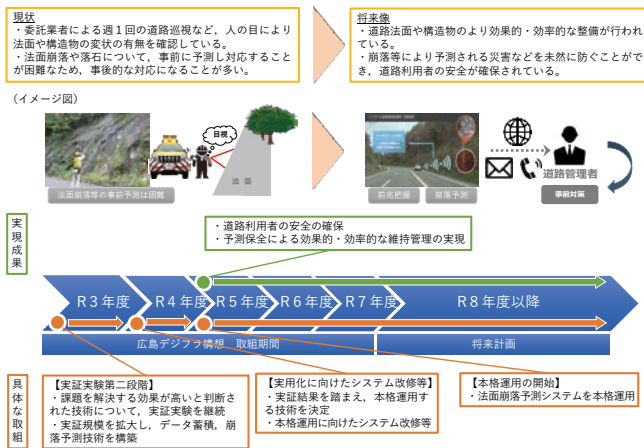 現状
・委託業者による週１回の道路巡視など，人の目により
法面や構造物の変状の有無を確認している。
・法面崩落や落石について，事前に予測し対応すること
が困難なため，事後的な対応になることが多い。
将来像
・道路法面や構造物のより効果的・効率的な整備が行われ
ている。
・崩落等により予測される災害などを未然に防ぐことがで
き，道路利用者の安全が確保されている。
（イメージ図）
目視
法面
法面崩落等の事前予測は困難
前兆把握
崩落予測
道路管理者
事前対策
実現成果
・道路利用者の安全の確保
・予測保全による効果的・効率的な維持管理の実現
R３年度
R４年度
R５年度
R６年度
R７年度
R８年度以降
広島デジフラ構想　取組期間
将来計画
具体な取組
【実証実験第二段階】
・課題を解決する効果が高いと判断
された技術について，実証実験を継続
・実証規模を拡大し，データ蓄積，崩
落予測技術を構築
【実用化に向けたシステム改修等】
・実証結果を踏まえ，本格運用す
る技術を決定
・本格運用に向けたシステム改修等
【本格運用の開始】
・法面崩落予測システムを本格運用